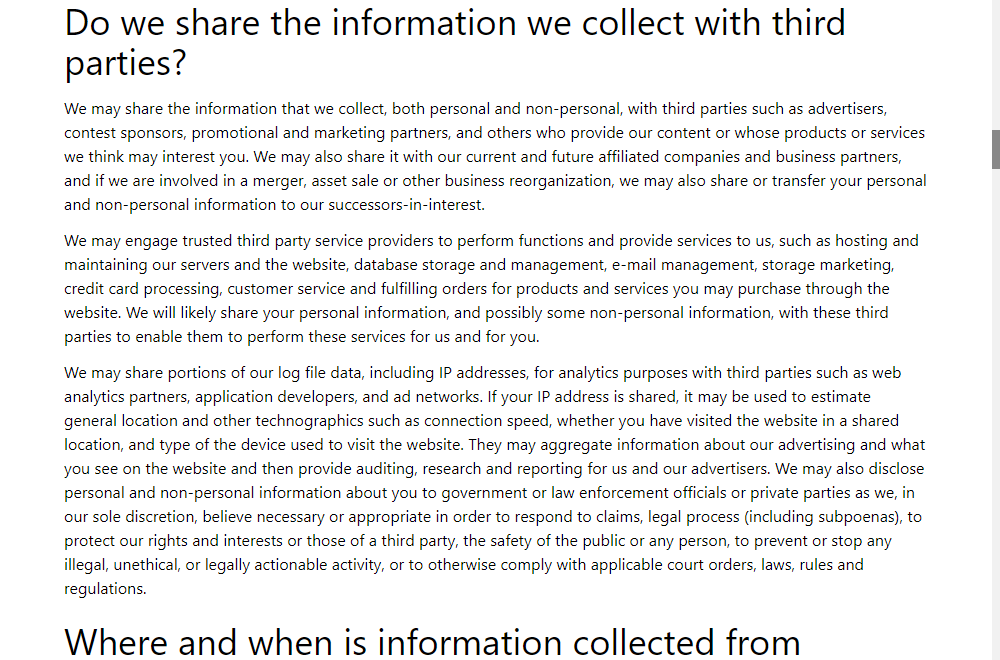 Do we share the information we collect with third
parties?
We may share the information that we collect, both personal and non-personal, with third parties such as advertisers,
contest sponsors, promotional and marketing partners, and others who provide our content or whose products or services
we think may interest you. We may also share it with our current and future affiliated companies and business partners,
and if we are involved in a merger, asset sale or other business reorganization, we may also share or transfer your personal
and non-personal information to our successors-in-interest.
We may engage trusted third party service providers to perform functions and provide services to us, such as hosting and
maintaining our servers and the website, database storage and management, e-mail management, storage marketing,
credit card processing, customer service and fulfilling orders for products and services you may purchase through the
website. We will likely share your personal information, and possibly some non-personal information, with these third
parties to enable them to perform these services for us and for you.
We may share portions of our log file data, including IP addresses, for analytics purposes with third parties such as web
analytics partners, application developers, and ad networks. If your IP address is shared, it may be used to estimate
general location and other technographics such as connection speed, whether you have visited the website in a shared
location, and type of the device used to visit the website. They may aggregate information about our advertising and what
you see on the website and then provide auditing, research and reporting for us and our advertisers. We may also disclose
personal and non-personal information about you to government or law enforcement officials or private parties as we, in
our sole discretion, believe necessary or appropriate in order to respond to claims, legal process (including subpoenas), to
protect our rights and interests or those of a third party, the safety of the public or any person, to prevent or stop any
illegal, unethical, or legally actionable activity, or to otherwise comply with applicable court orders, laws, rules and
regulations.
Where and when is information collected from